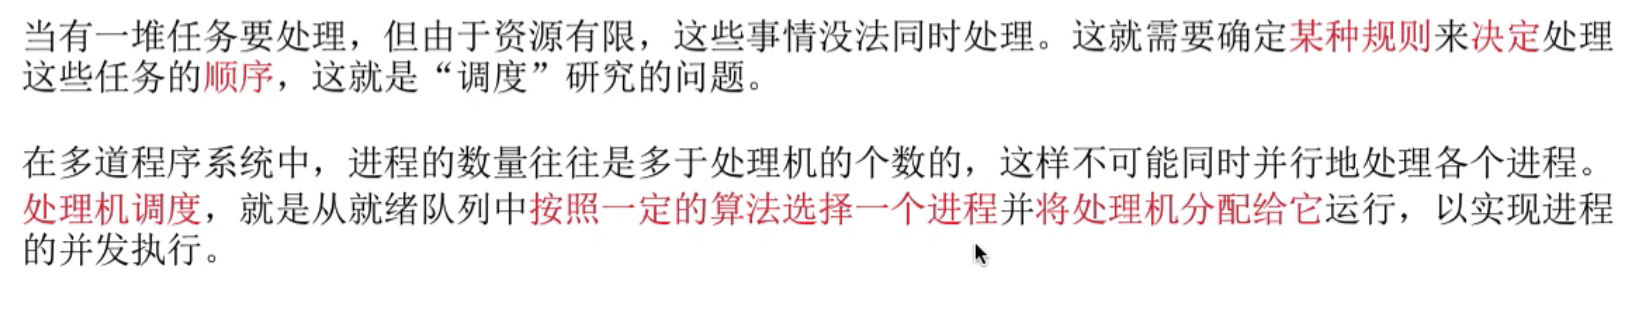 当有一堆任务要处理，但由于资源有限，这些事情没法同时处理。这就需要确定某种规则来决定处理
这些任务的顺序，这就是“调度”研究的问题。
在多道程序系统中，进程的数量往往是多于处理机的个数的，这样不可能同时并行地处理各个进程。
处理机调度，就是从就绪队列中按照一定的算法选择一个进程并将处理机分配给它运行，以实现进程
的并发执行。